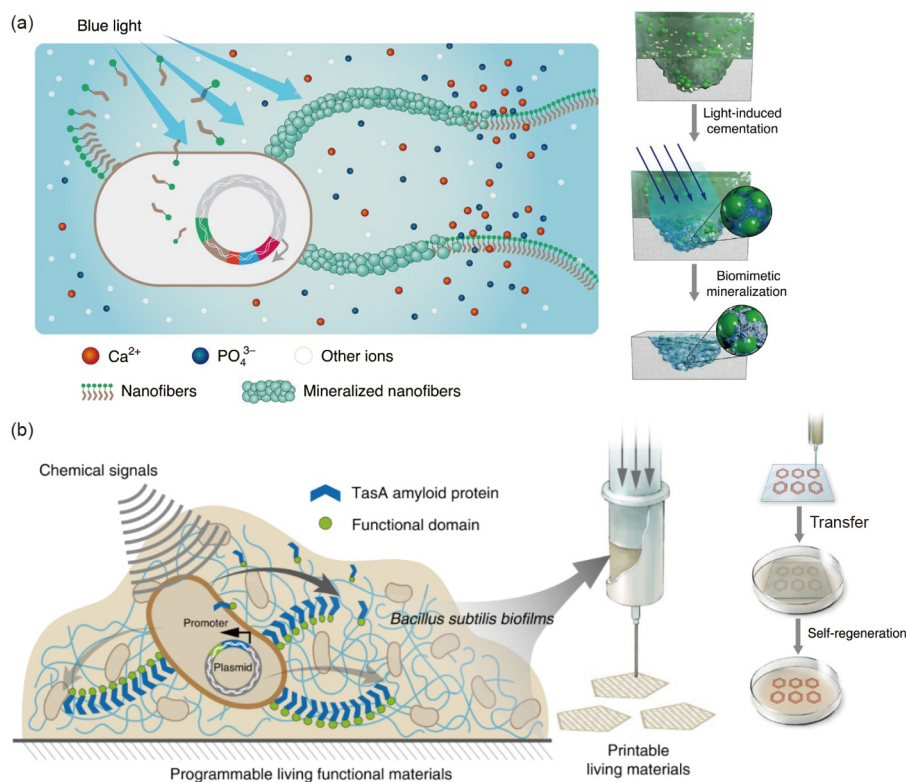 (a)
Blue light
Light-induced
cementation
Biomimetic
mineralization
Ca²⁺
PO₄³⁻
Other ions
Nanofibers
Mineralized nanofibers
(b)
Chemical signals
TasA amyloid protein
Functional domain
Promoter
Plasmid
Bacillus subtilis biofilms
Transfer
Self-regeneration
Programmable living functional materials
Printable
living materials